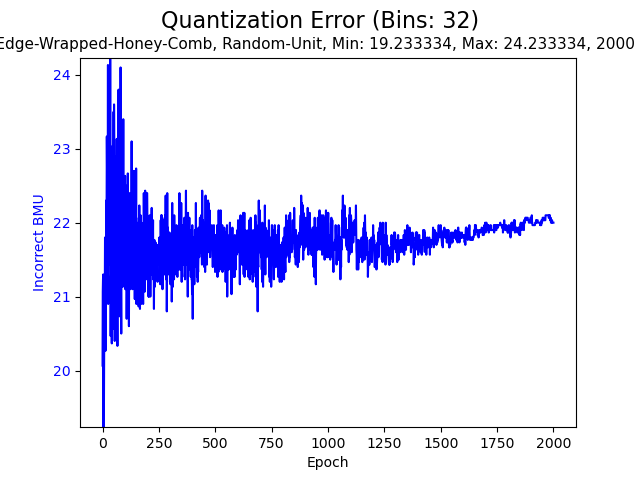 Quantization Error (Bins: 32)
Edge-Wrapped-Honey-Comb, Random-Unit, Min: 19.233334, Max: 24.233334, 2000
24
23
22
21
20
Incorrect BMU
0 250 500 750 1000 1250 1500 1750 2000
Epoch